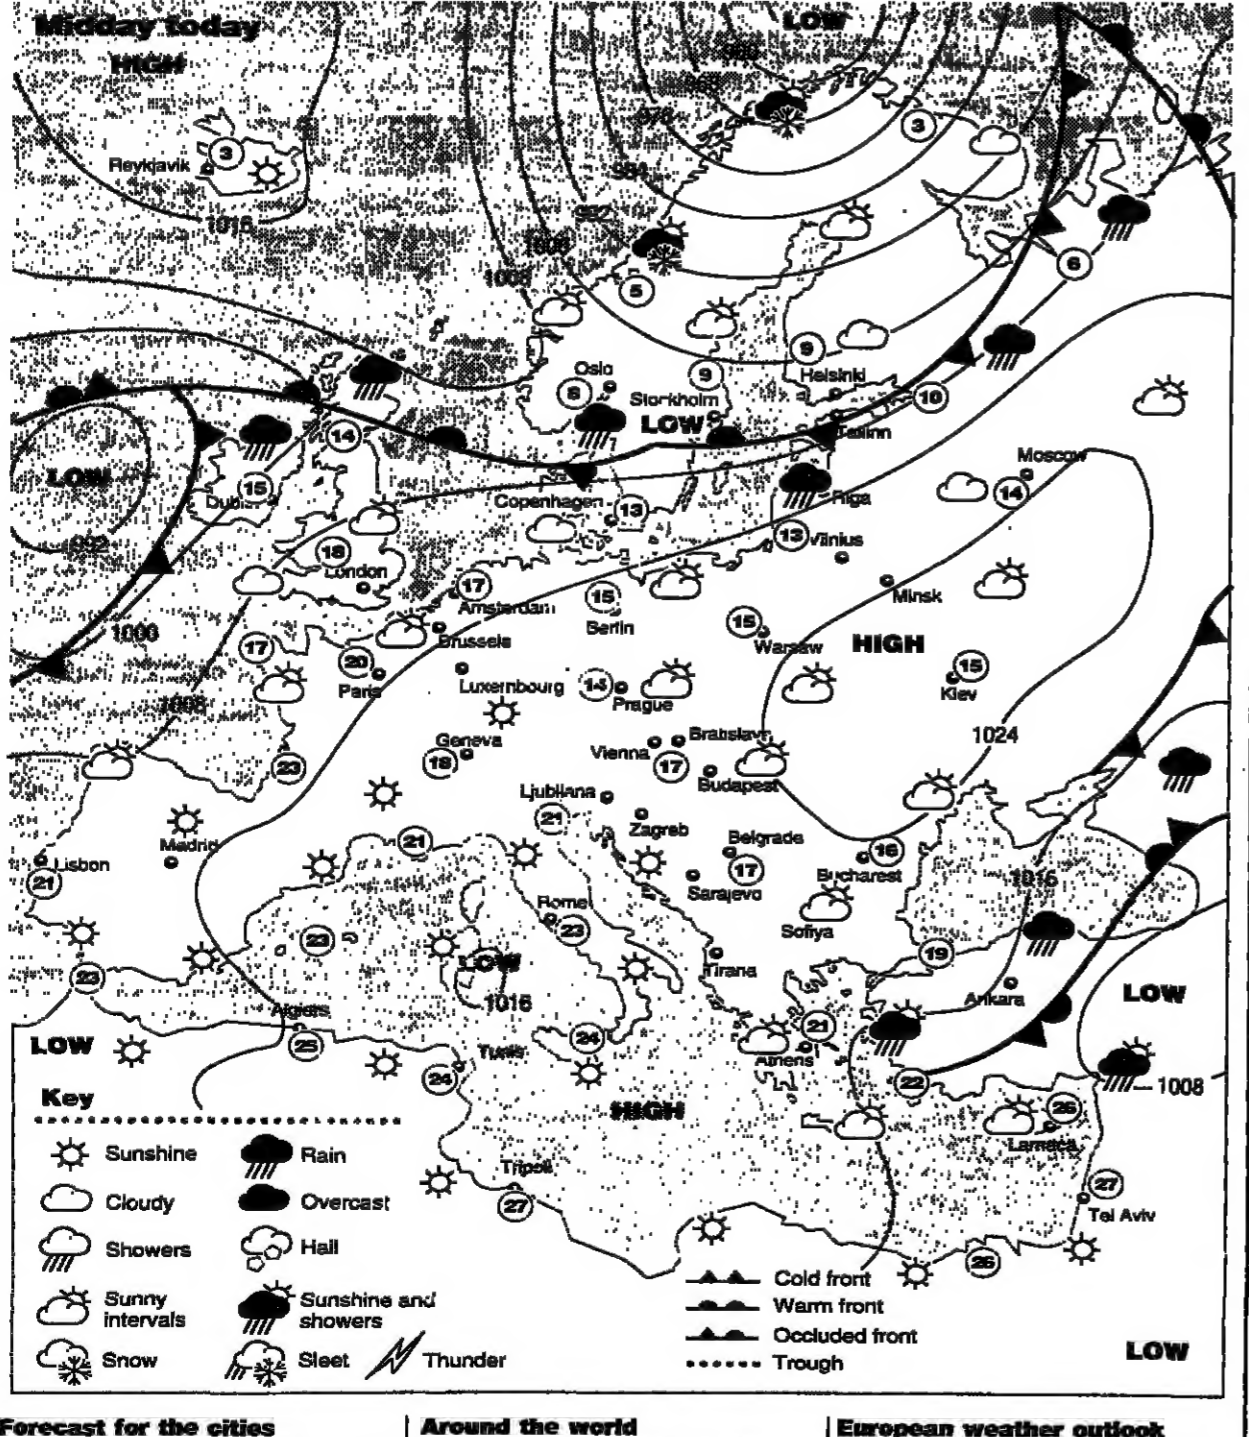 Midday today
HIGH
LOW
960
968
976
3
3
Reykjavik
984
1016
992
1000
1008
5
6
9
Oslo
8
9
Helsinki
Stockholm
10
LOW
Tallinn
14
LOW
Moscow
15
Dublin
Copenhagen
13
14
Riga
13
Vilnius
992
18
London
17
Amsterdam
15
Berlin
Minsk
1000
Brussels
15
Warsaw
HIGH
17
20
Paris
Luxembourg
14
Prague
15
Kiev
1008
Geneva
18
Vienna
Bratislava
17
1024
23
Budapest
Ljubljana
21
Zagreb
Madrid
21
Belgrade
16
Lisbon
21
17
Bucharest
1016
Sarajevo
Rome
23
Sofiya
23
19
LOW
Tirana
23
1016
Ankara
LOW
Algiers
21
LOW
25
24
Tunis
Athens
24
22
1008
Key
HIGH
26
Larnaca
Sunshine
Rain
Tripoli
27
Cloudy
Overcast
27
Tel Aviv
Showers
Hail
26
Cold front
Sunny
intervals
Sunshine and
showers
Warm front
Occluded front
Snow
Sleet
Thunder
Trough
LOW
Forecast for the cities
Around the world
European weather outlook